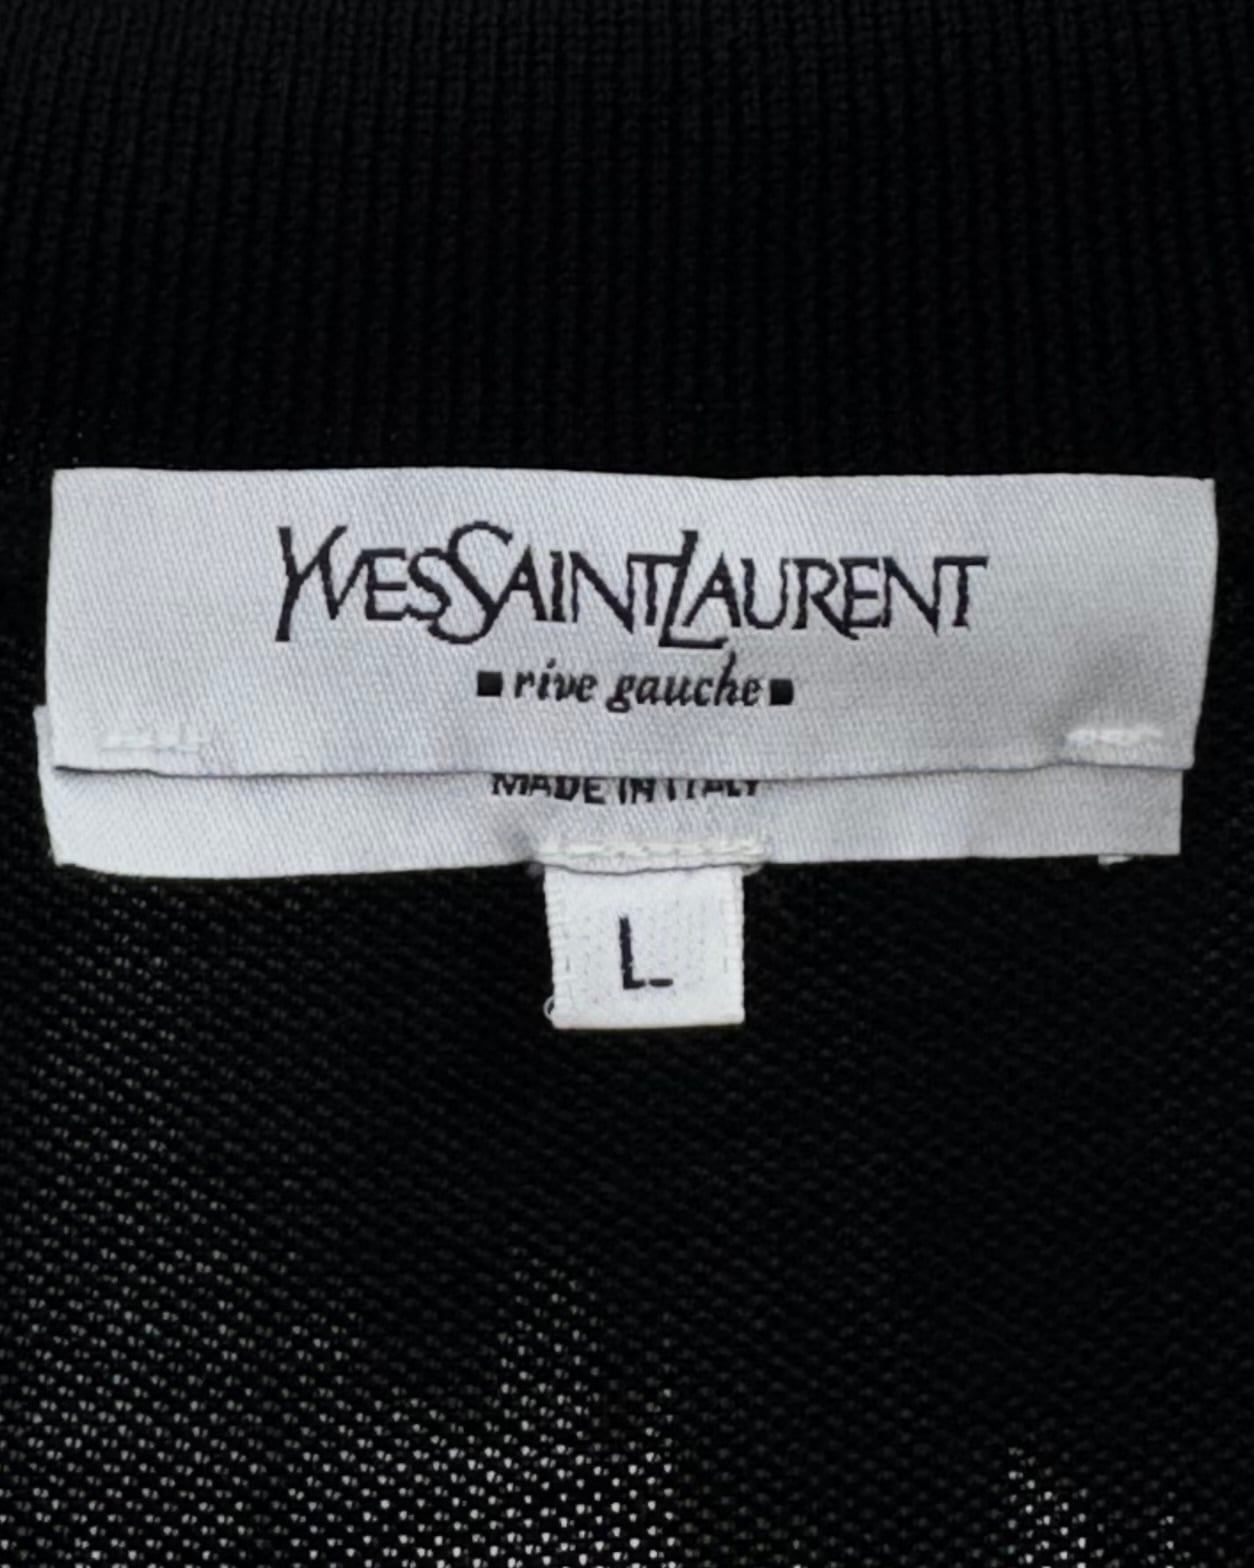 YVESSAINTLAURENT
▪rive gauche▪
MADE IN ITALY
L